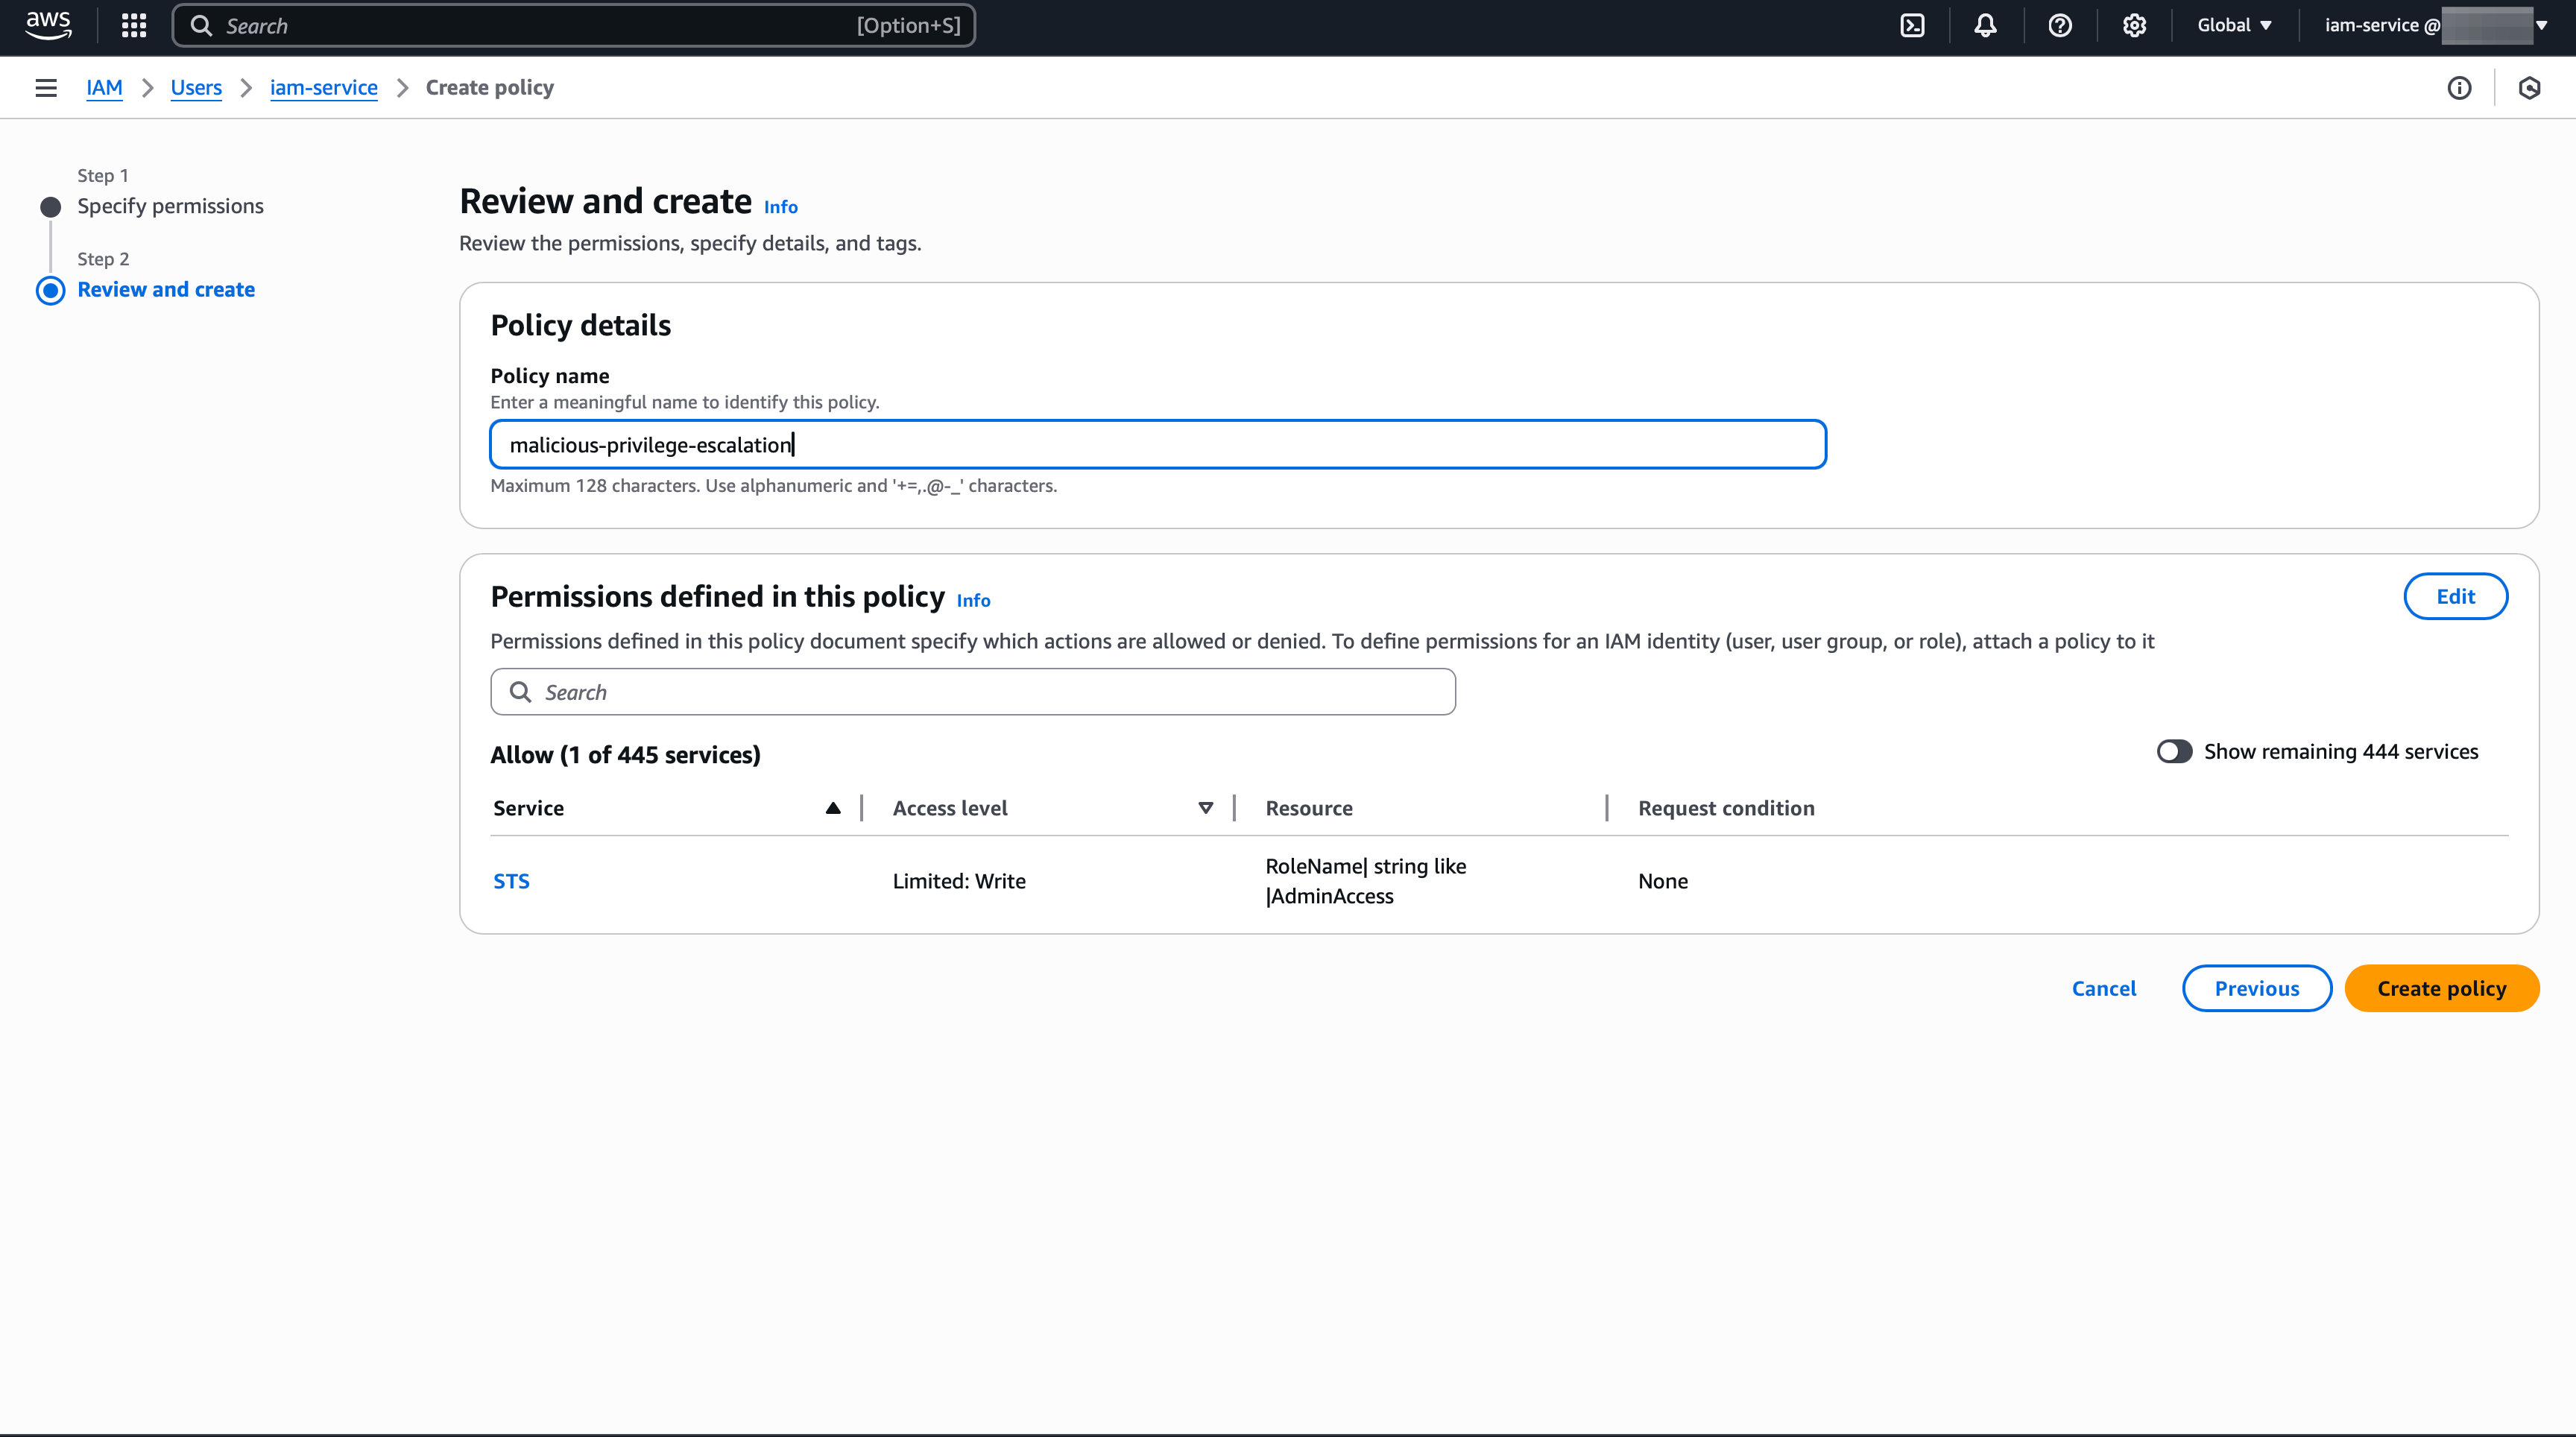 aws
Search [Option+S]
Global
iam-service @
IAM > Users > iam-service > Create policy
Step 1
Specify permissions
Step 2
Review and create
Review and create Info
Review the permissions, specify details, and tags.
Policy details
Policy name
Enter a meaningful name to identify this policy.
malicious-privilege-escalation
Maximum 128 characters. Use alphanumeric and '+=,.@-_' characters.
Permissions defined in this policy Info
Edit
Permissions defined in this policy document specify which actions are allowed or denied. To define permissions for an IAM identity (user, user group, or role), attach a policy to it
Search
Allow (1 of 445 services)
Show remaining 444 services
Service Access level Resource Request condition
STS Limited: Write RoleName| string like |AdminAccess None
Cancel Previous Create policy